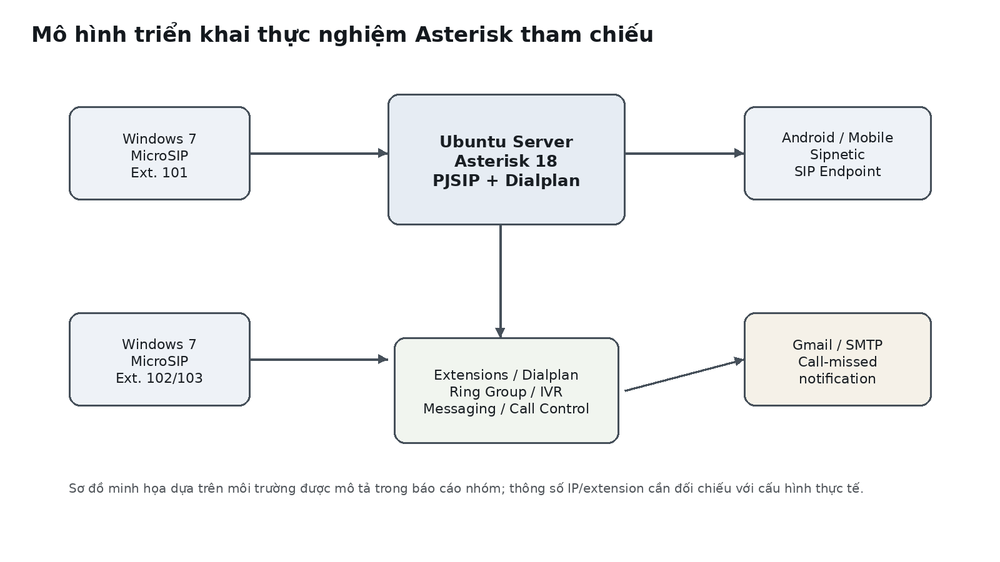 Mô hình triển khai thực nghiệm Asterisk tham chiếu
Windows 7
MicroSIP
Ext. 101
Ubuntu Server
Asterisk 18
PJSIP + Dialplan
Android / Mobile
Sipnetic
SIP Endpoint
Windows 7
MicroSIP
Ext. 102/103
Extensions / Dialplan
Ring Group / IVR
Messaging / Call Control
Gmail / SMTP
Call-missed
notification
Sơ đồ minh họa dựa trên môi trường được mô tả trong báo cáo nhóm; thông số IP/extension cần đối chiếu với cấu hình thực tế.